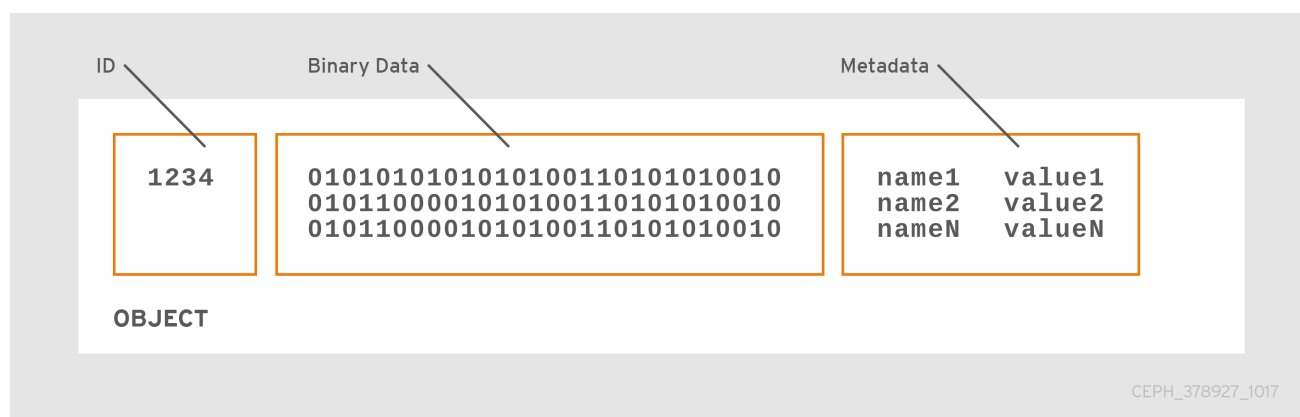 ID
Binary Data
Metadata
1234
0101010101010100110101010010
0101100001010100110101010010
0101100001010100110101010010
name1 value1
name2 value2
nameN valueN
OBJECT
CEPH_378927_1017